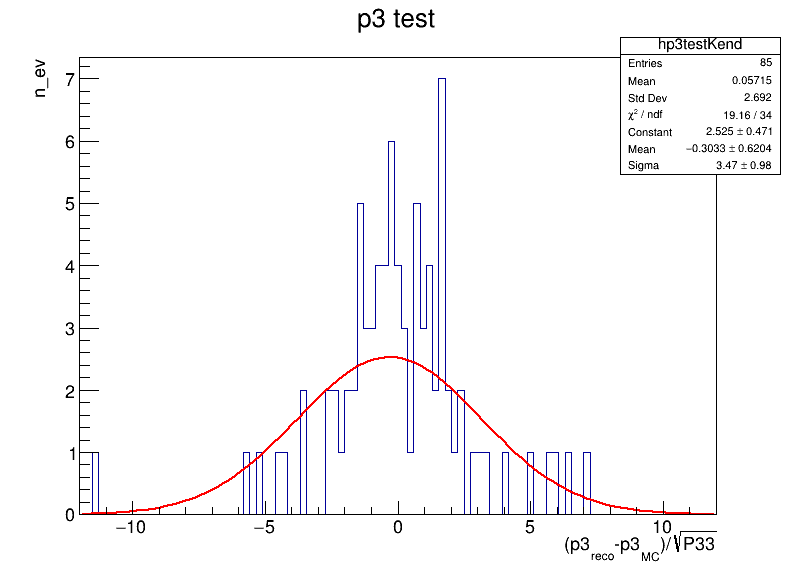 p3 test
hp3testKend
Entries 85
Mean 0.05715
Std Dev 2.692
χ² / ndf 19.16 / 34
Constant 2.525 ± 0.471
Mean −0.3033 ± 0.6204
Sigma 3.47 ± 0.98
n_ev
7
6
5
4
3
2
1
0
−10 −5 0 5 10
(p3reco-p3MC)/√P33